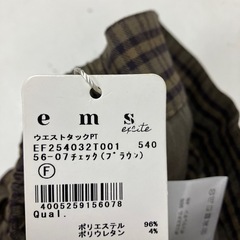 ems
excite
ウエストタックPT
EF254032T001 540
56-07チェック(ブラウン)
F
4005259156078
Qual.
ポリエステル 96%
ポリウレタン 4%